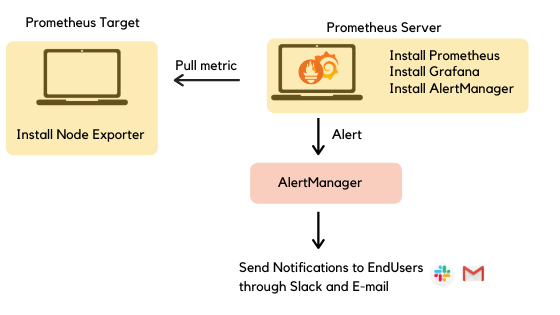 Prometheus Target
Prometheus Server
Install Node Exporter
Pull metric
Install Prometheus
Install Grafana
Install AlertManager
Alert
AlertManager
Send Notifications to EndUsers
through Slack and E-mail